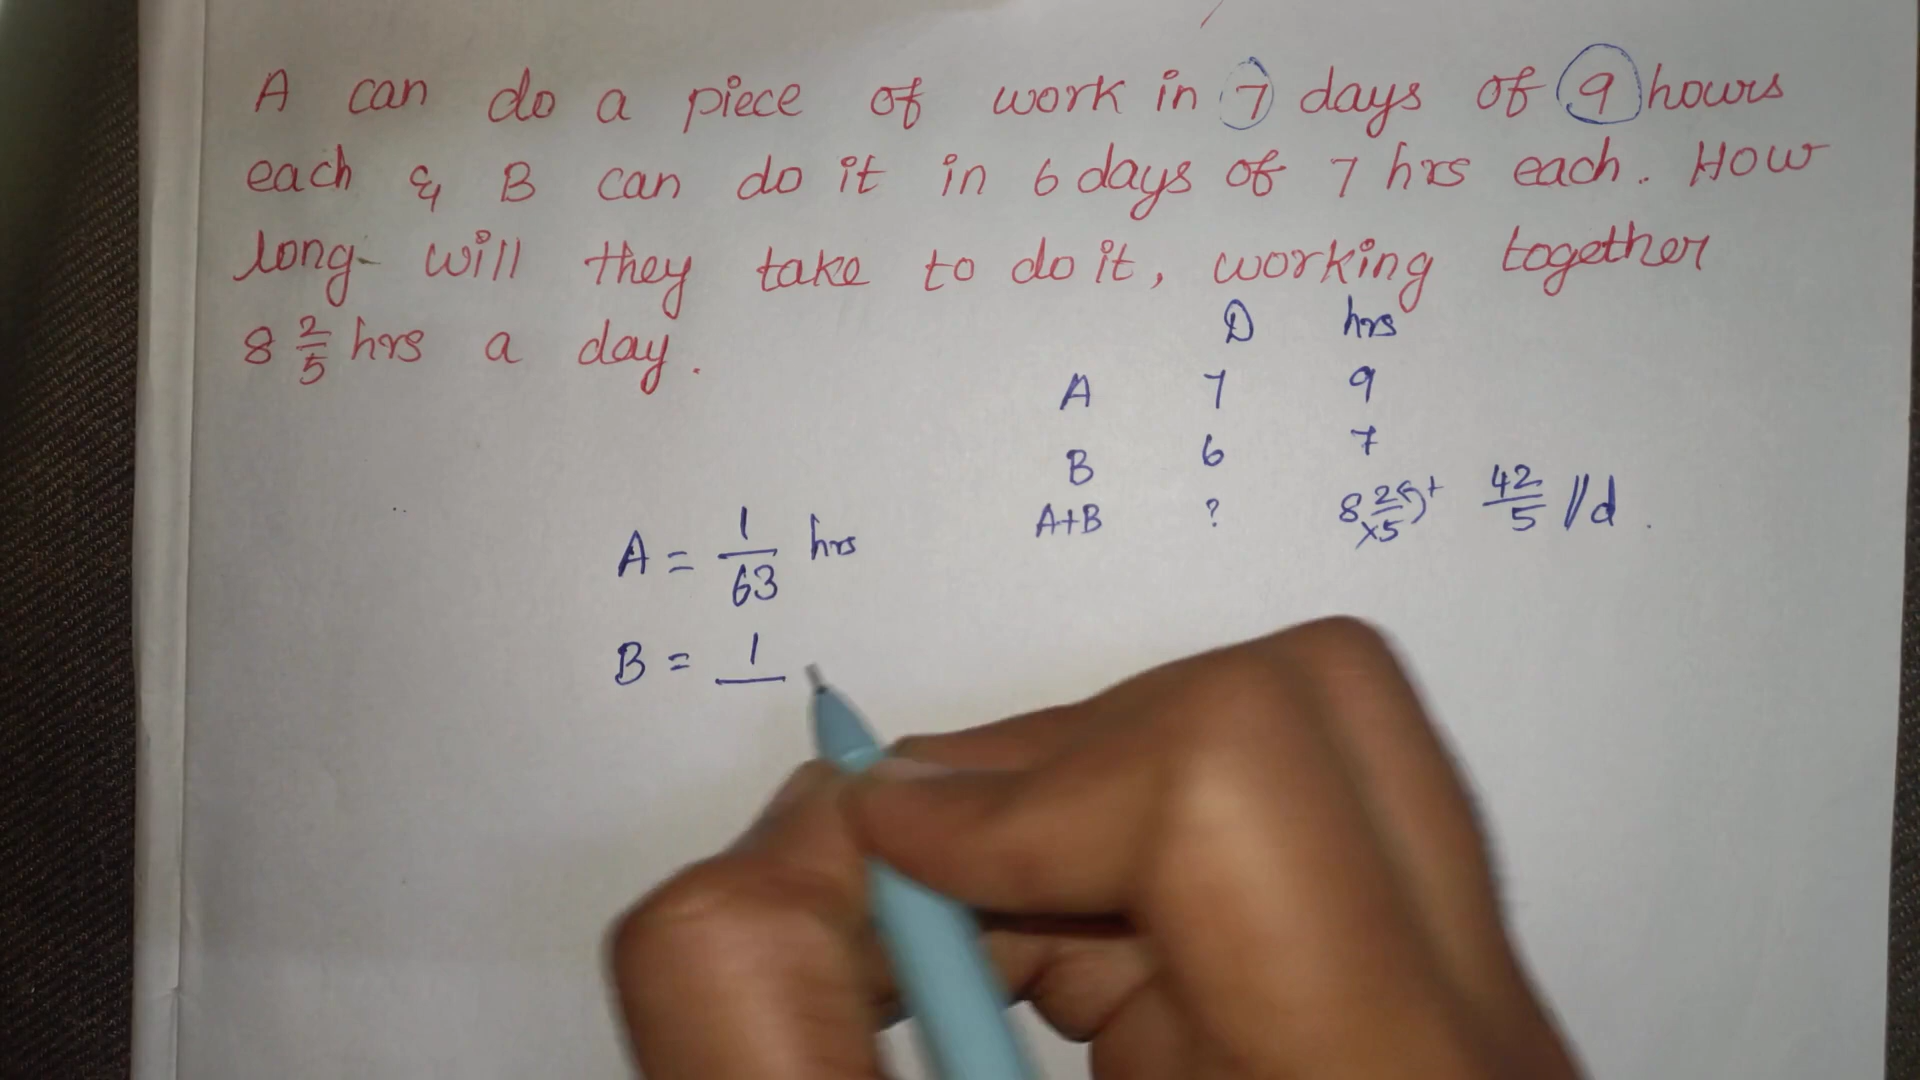 A can do a piece of work in 7 days of 9 hours
each & B can do it in 6 days of 7 hrs each. How
long will they take to do it, working together
8 2/5 hrs a day.
D hrs
A 7 9
B 6 7
A+B ? 8 2/5 × + 42/5 //d.
A = 1/63 hrs
B = 1